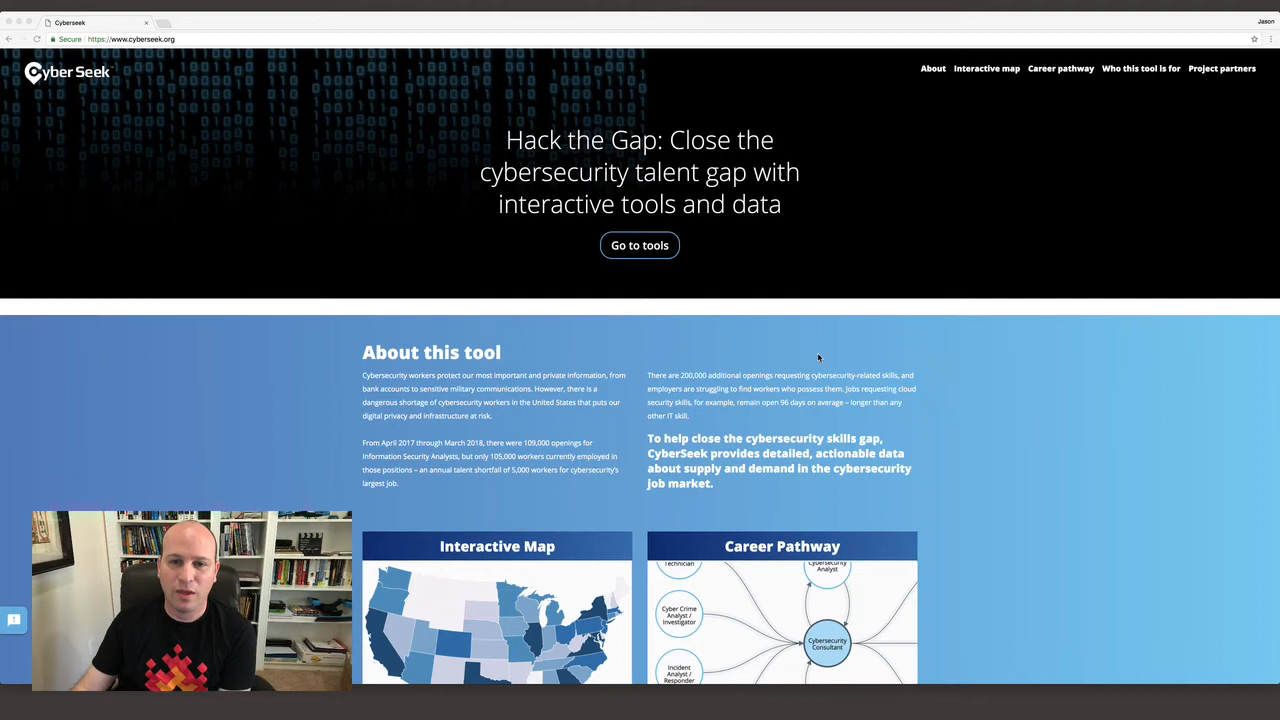 Cyberseek
Jason
Secure
https://www.cyberseek.org
Cyber Seek
About
Interactive map
Career pathway
Who this tool is for
Project partners
Hack the Gap: Close the
cybersecurity talent gap with
interactive tools and data
Go to tools
About this tool
Cybersecurity workers protect our most important and private information, from
bank accounts to sensitive military communications. However, there is a
dangerous shortage of cybersecurity workers in the United States that puts our
digital privacy and infrastructure at risk.
From April 2017 through March 2018, there were 109,000 openings for
Information Security Analysts, but only 105,000 workers currently employed in
those positions – an annual talent shortfall of 5,000 workers for cybersecurity's
largest job.
There are 200,000 additional openings requesting cybersecurity-related skills, and
employers are struggling to find workers who possess them. Jobs requesting cloud
security skills, for example, remain open 96 days on average – longer than any
other IT skill.
To help close the cybersecurity skills gap,
CyberSeek provides detailed, actionable data
about supply and demand in the cybersecurity
job market.
Interactive Map
Career Pathway
Technician
Cybersecurity
Analyst
Cyber Crime
Analyst /
Investigator
Cybersecurity
Consultant
Incident
Analyst /
Responder